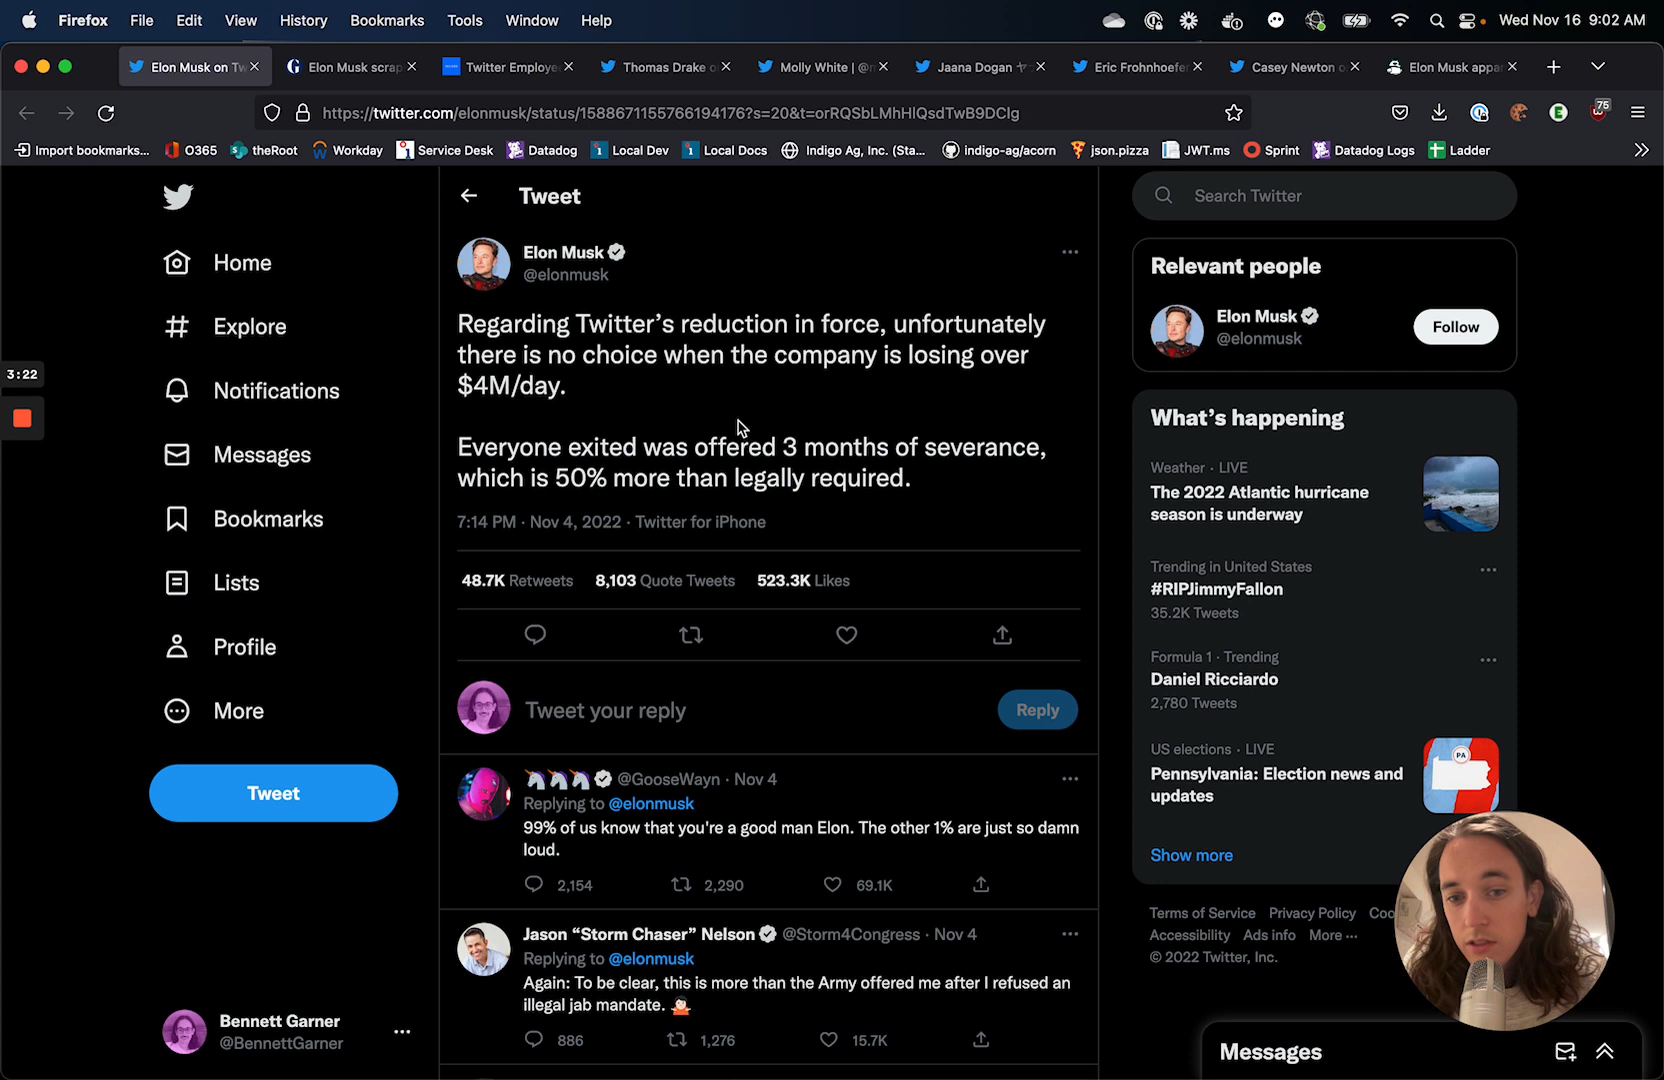 Firefox File Edit View History Bookmarks Tools Window Help Wed Nov 16 9:02 AM
Elon Musk on Tw Elon Musk scrap Twitter Employe Thomas Drake o Molly White | @ Jaana Dogan ヤ Eric Frohnhoefer Casey Newton o Elon Musk appa
https://twitter.com/elonmusk/status/1588671155766194176?s=20&t=orRQSbLMhHlQsdTwB9DClg
75
Import bookmarks... O365 theRoot Workday Service Desk Datadog Local Dev Local Docs Indigo Ag, Inc. (Sta... indigo-ag/acorn json.pizza JWT.ms Sprint Datadog Logs Ladder
3:22
Home
Explore
Notifications
Messages
Bookmarks
Lists
Profile
More
Tweet
Bennett Garner
@BennettGarner
Tweet
Elon Musk
@elonmusk
Regarding Twitter's reduction in force, unfortunately
there is no choice when the company is losing over
$4M/day.
Everyone exited was offered 3 months of severance,
which is 50% more than legally required.
7:14 PM · Nov 4, 2022 · Twitter for iPhone
48.7K Retweets 8,103 Quote Tweets 523.3K Likes
Tweet your reply
Reply
@GooseWayn · Nov 4
Replying to @elonmusk
99% of us know that you're a good man Elon. The other 1% are just so damn
loud.
2,154 2,290 69.1K
Jason “Storm Chaser” Nelson @Storm4Congress · Nov 4
Replying to @elonmusk
Again: To be clear, this is more than the Army offered me after I refused an
illegal jab mandate. 🤷🏻
886 1,276 15.7K
Search Twitter
Relevant people
Elon Musk
@elonmusk
Follow
What's happening
Weather · LIVE
The 2022 Atlantic hurricane
season is underway
Trending in United States
#RIPJimmyFallon
35.2K Tweets
Formula 1 · Trending
Daniel Ricciardo
2,780 Tweets
US elections · LIVE
Pennsylvania: Election news and
updates
PA
Show more
Terms of Service Privacy Policy Coo
Accessibility Ads info More ···
© 2022 Twitter, Inc.
Messages